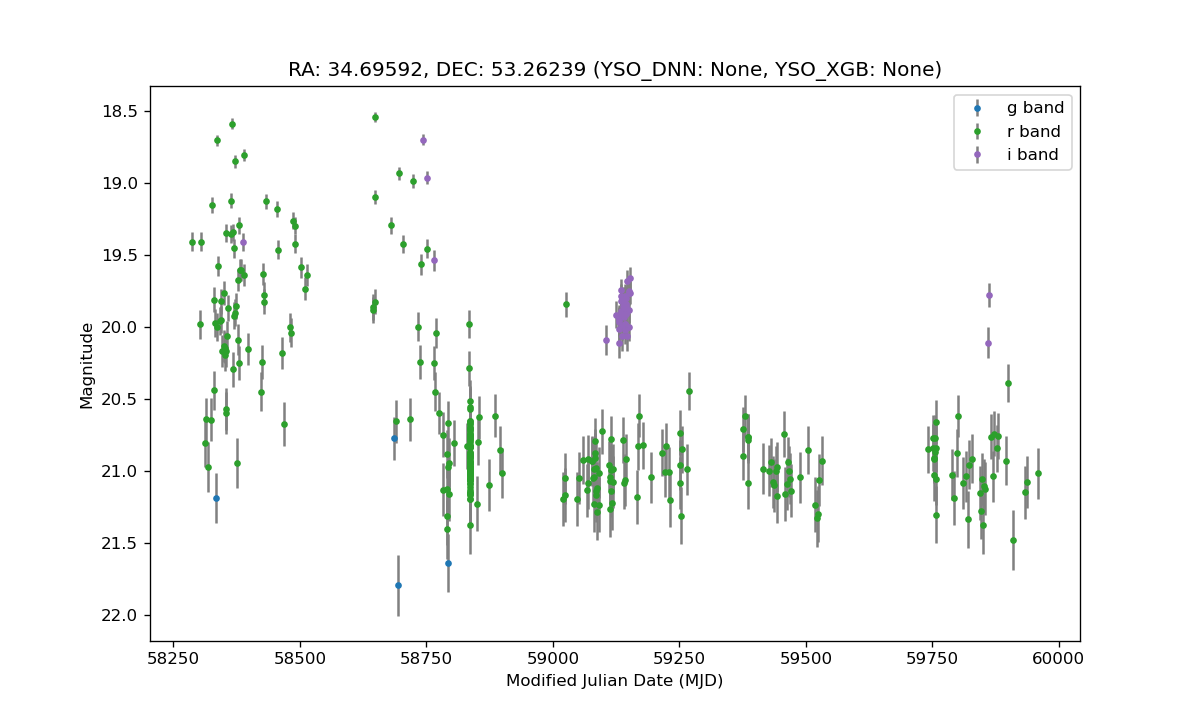 RA: 34.69592, DEC: 53.26239 (YSO_DNN: None, YSO_XGB: None)
g band
r band
i band
18.5
19.0
19.5
20.0
20.5
21.0
21.5
22.0
Magnitude
58250 58500 58750 59000 59250 59500 59750 60000
Modified Julian Date (MJD)